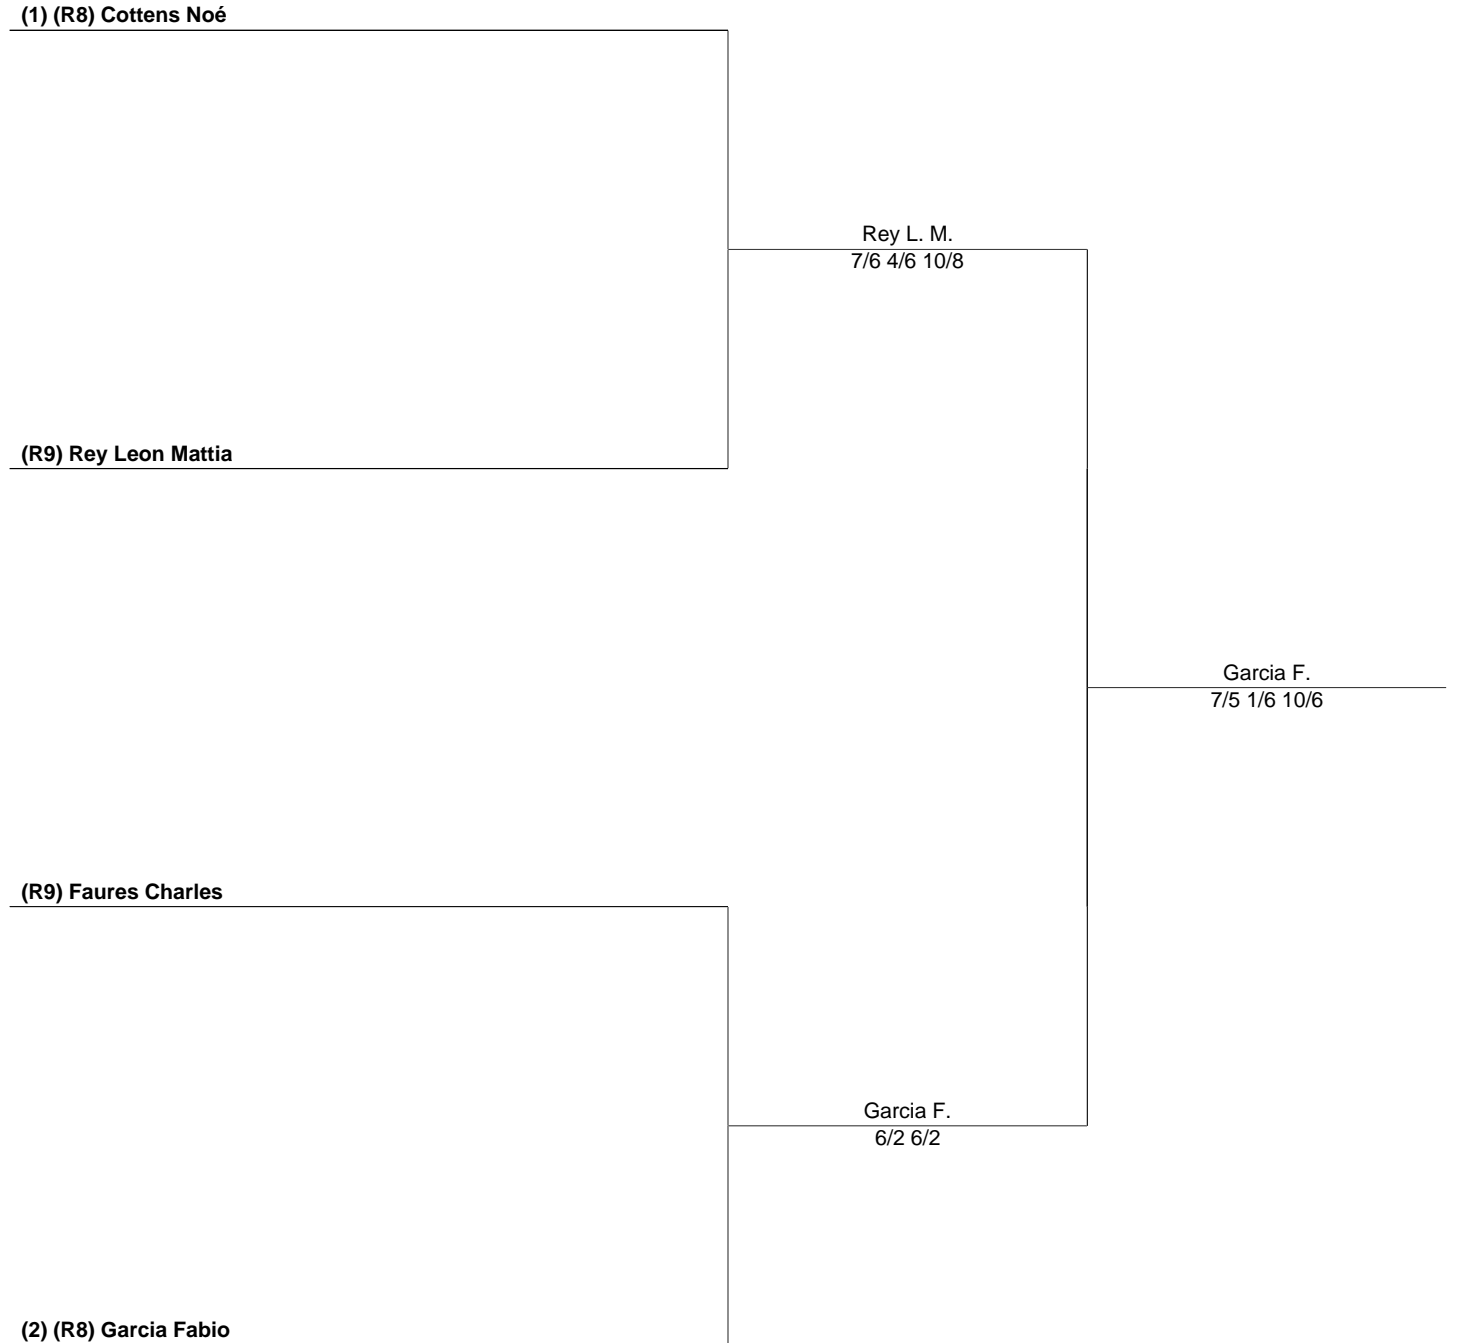 (1) (R8) Cottens Noé
Rey L. M.
7/6 4/6 10/8
(R9) Rey Leon Mattia
Garcia F.
7/5 1/6 10/6
(R9) Faures Charles
Garcia F.
6/2 6/2
(2) (R8) Garcia Fabio